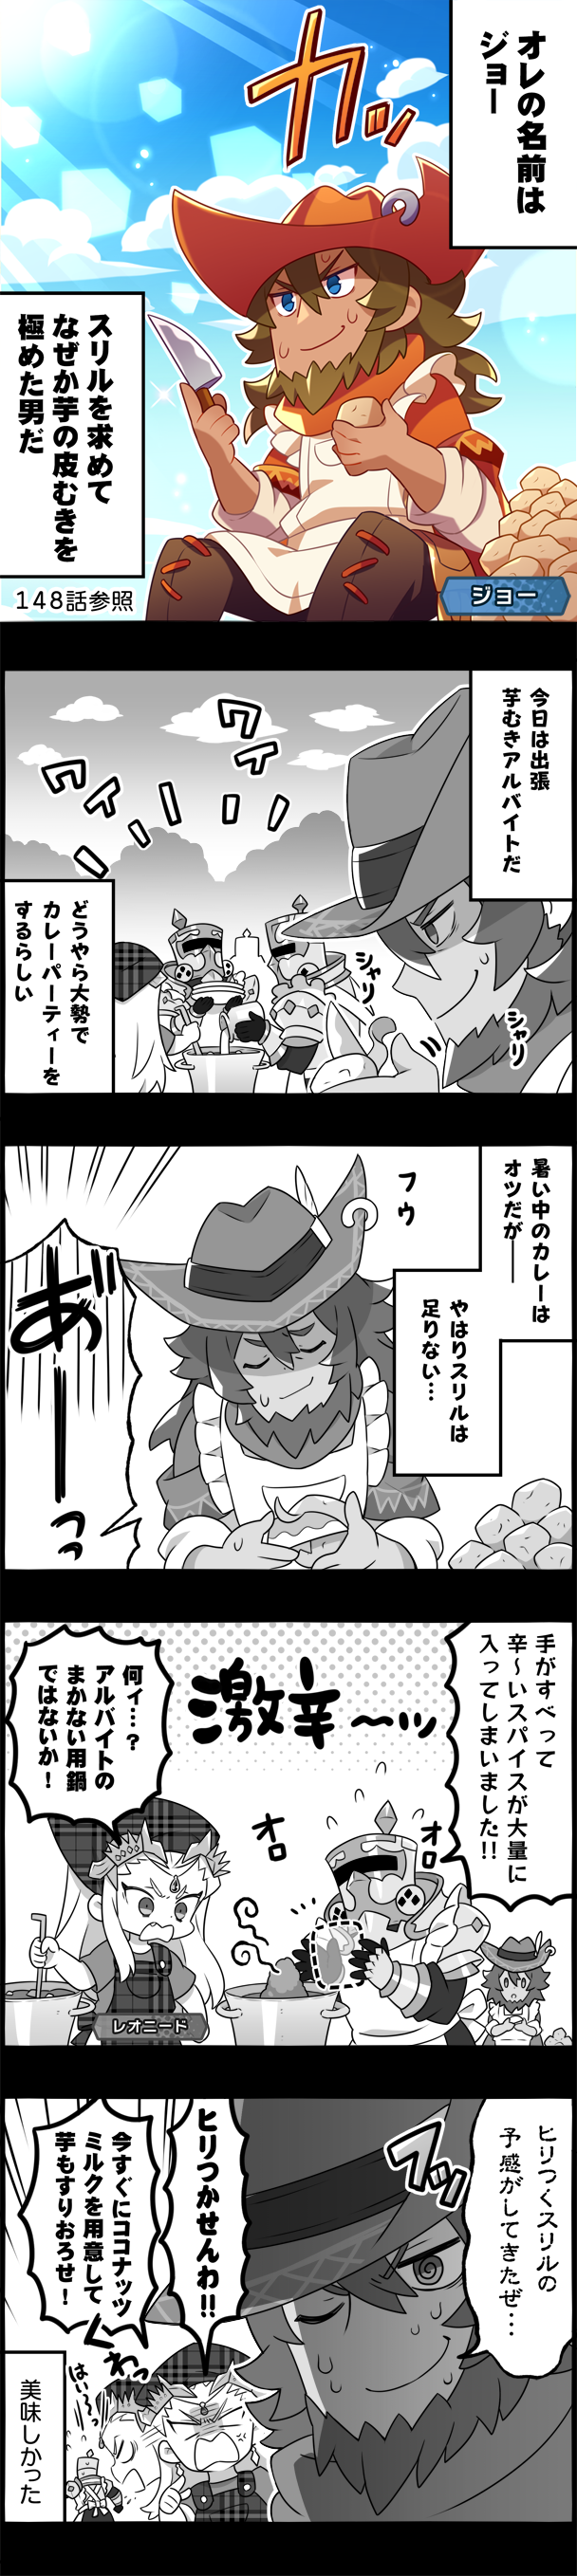 オレの名前は
ジョー
カッ
スリルを求めて
なぜか芋の皮むきを
極めた男だ
148話参照
ジョー
今日は出張
芋むきアルバイトだ
ワイ
ワイ
どうやら大勢で
カレーパーティーを
するらしい
シャリ
シャリ
暑い中のカレーは
オツだが──
やはりスリルは
足りない…
フウ
あ゛ーーっっ
手がすべって
辛〜いスパイスが大量に
入ってしまいました!!
激辛〜ッ
何ィ…?
アルバイトの
まかない用鍋
ではないか!
オロ
オロ
レオニード
ヒリつくスリルの
予感がしてきたぜ…
フッ
ヒリつかせんわ!!
今すぐにココナッツ
ミルクを用意して
芋もすりおろせ!
くわっ
はい〜っ
美味しかった